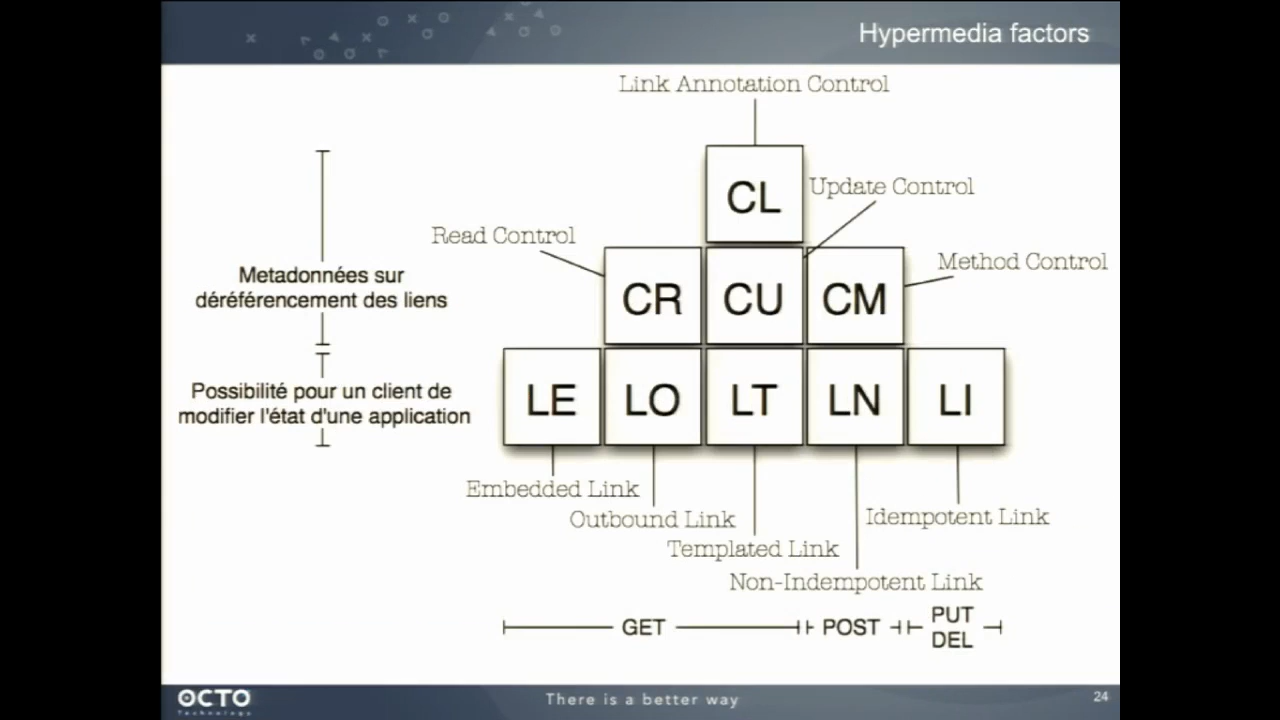 Hypermedia factors
Link Annotation Control
CL
Update Control
Read Control
Method Control
Metadonnées sur
déréférencement des liens
CR CU CM
Possibilité pour un client de
modifier l'état d'une application
LE LO LT LN LI
Embedded Link
Outbound Link
Idempotent Link
Templated Link
Non-Indempotent Link
GET POST PUT
DEL
OCTO
Technology
There is a better way
24